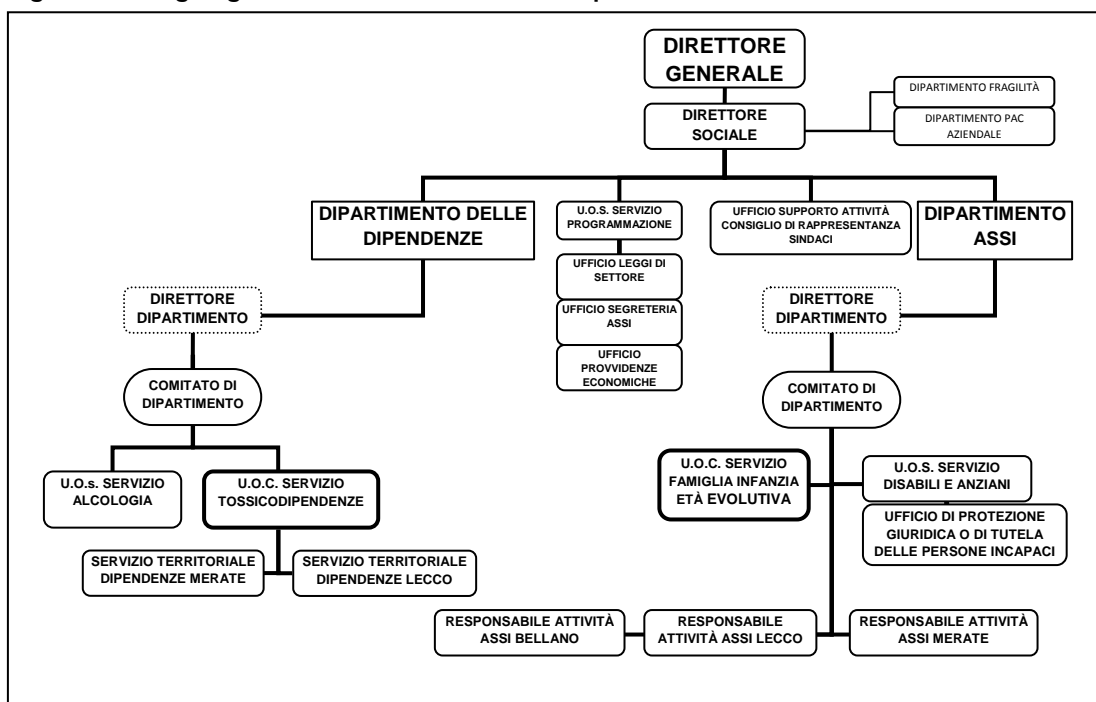 DIRETTORE
GENERALE
DIRETTORE
SOCIALE
DIPARTIMENTO FRAGILITÀ
DIPARTIMENTO PAC
AZIENDALE
DIPARTIMENTO DELLE
DIPENDENZE
U.O.S. SERVIZIO
PROGRAMMAZIONE
UFFICIO SUPPORTO ATTIVITÀ
CONSIGLIO DI RAPPRESENTANZA
SINDACI
DIPARTIMENTO
ASSI
UFFICIO LEGGI DI
SETTORE
UFFICIO SEGRETERIA
ASSI
UFFICIO
PROVVIDENZE
ECONOMICHE
DIRETTORE
DIPARTIMENTO
DIRETTORE
DIPARTIMENTO
COMITATO DI
DIPARTIMENTO
COMITATO DI
DIPARTIMENTO
U.O.s. SERVIZIO
ALCOLOGIA
U.O.C. SERVIZIO
TOSSICODIPENDENZE
U.O.C. SERVIZIO
FAMIGLIA INFANZIA
ETÀ EVOLUTIVA
U.O.S. SERVIZIO
DISABILI E ANZIANI
UFFICIO DI PROTEZIONE
GIURIDICA O DI TUTELA
DELLE PERSONE INCAPACI
SERVIZIO TERRITORIALE
DIPENDENZE MERATE
SERVIZIO TERRITORIALE
DIPENDENZE LECCO
RESPONSABILE ATTIVITÀ
ASSI BELLANO
RESPONSABILE
ATTIVITÀ ASSI LECCO
RESPONSABILE ATTIVITÀ
ASSI MERATE